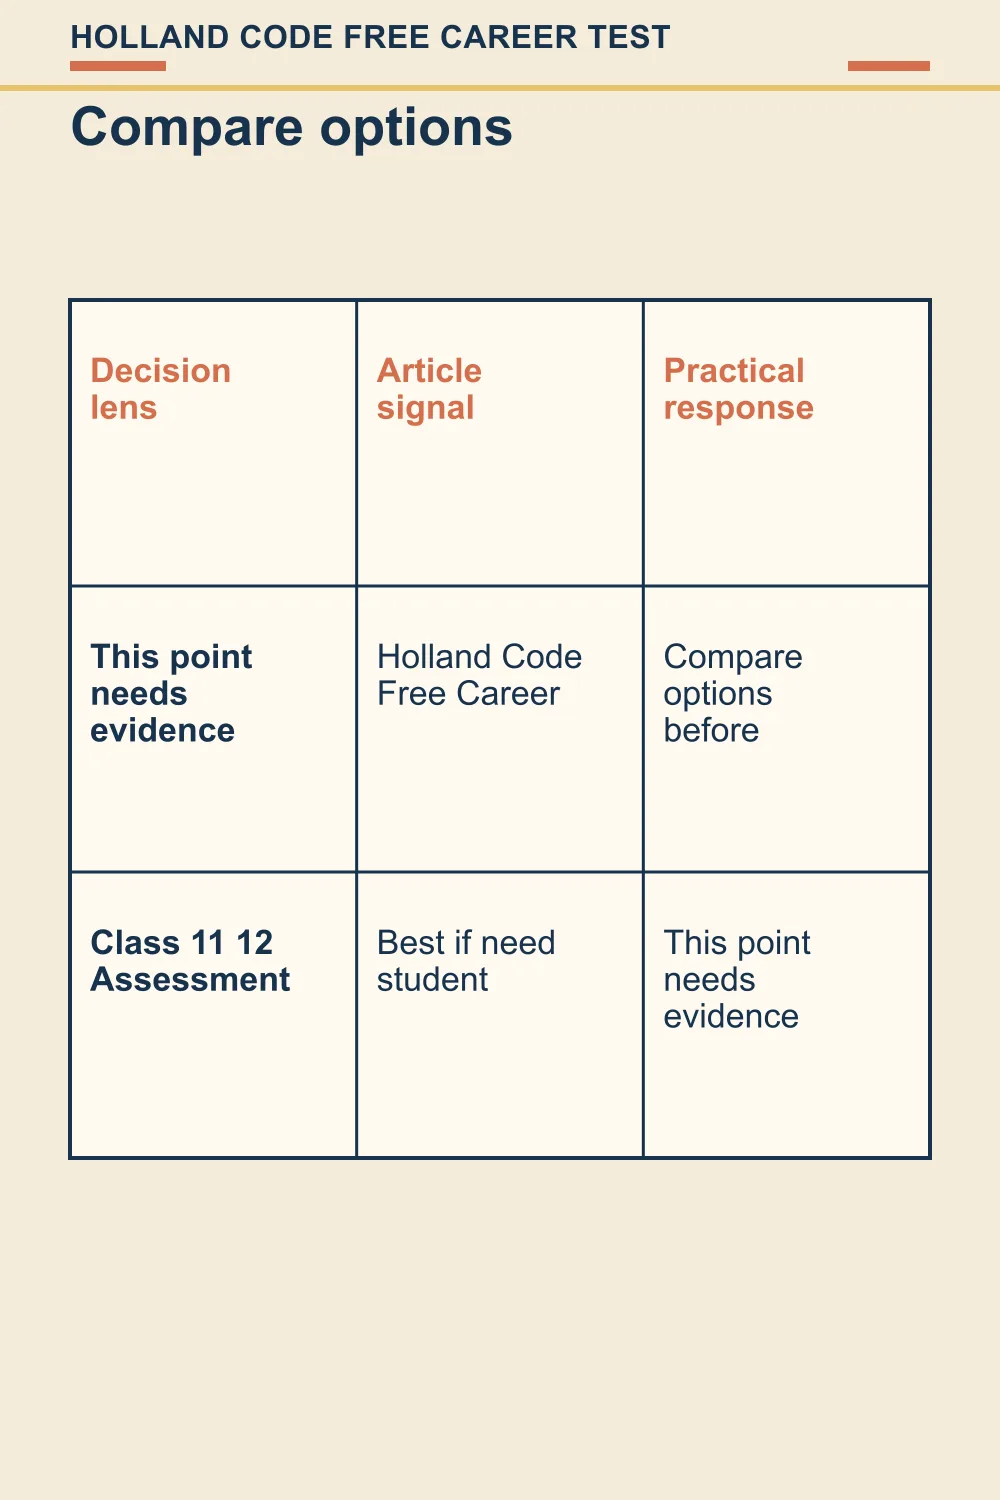 HOLLAND CODE FREE CAREER TEST
Compare options
Decision
lens
Article
signal
Practical
response
This point
needs
evidence
Holland Code
Free Career
Compare
options
before
Class 11 12
Assessment
Best if need
student
This point
needs
evidence